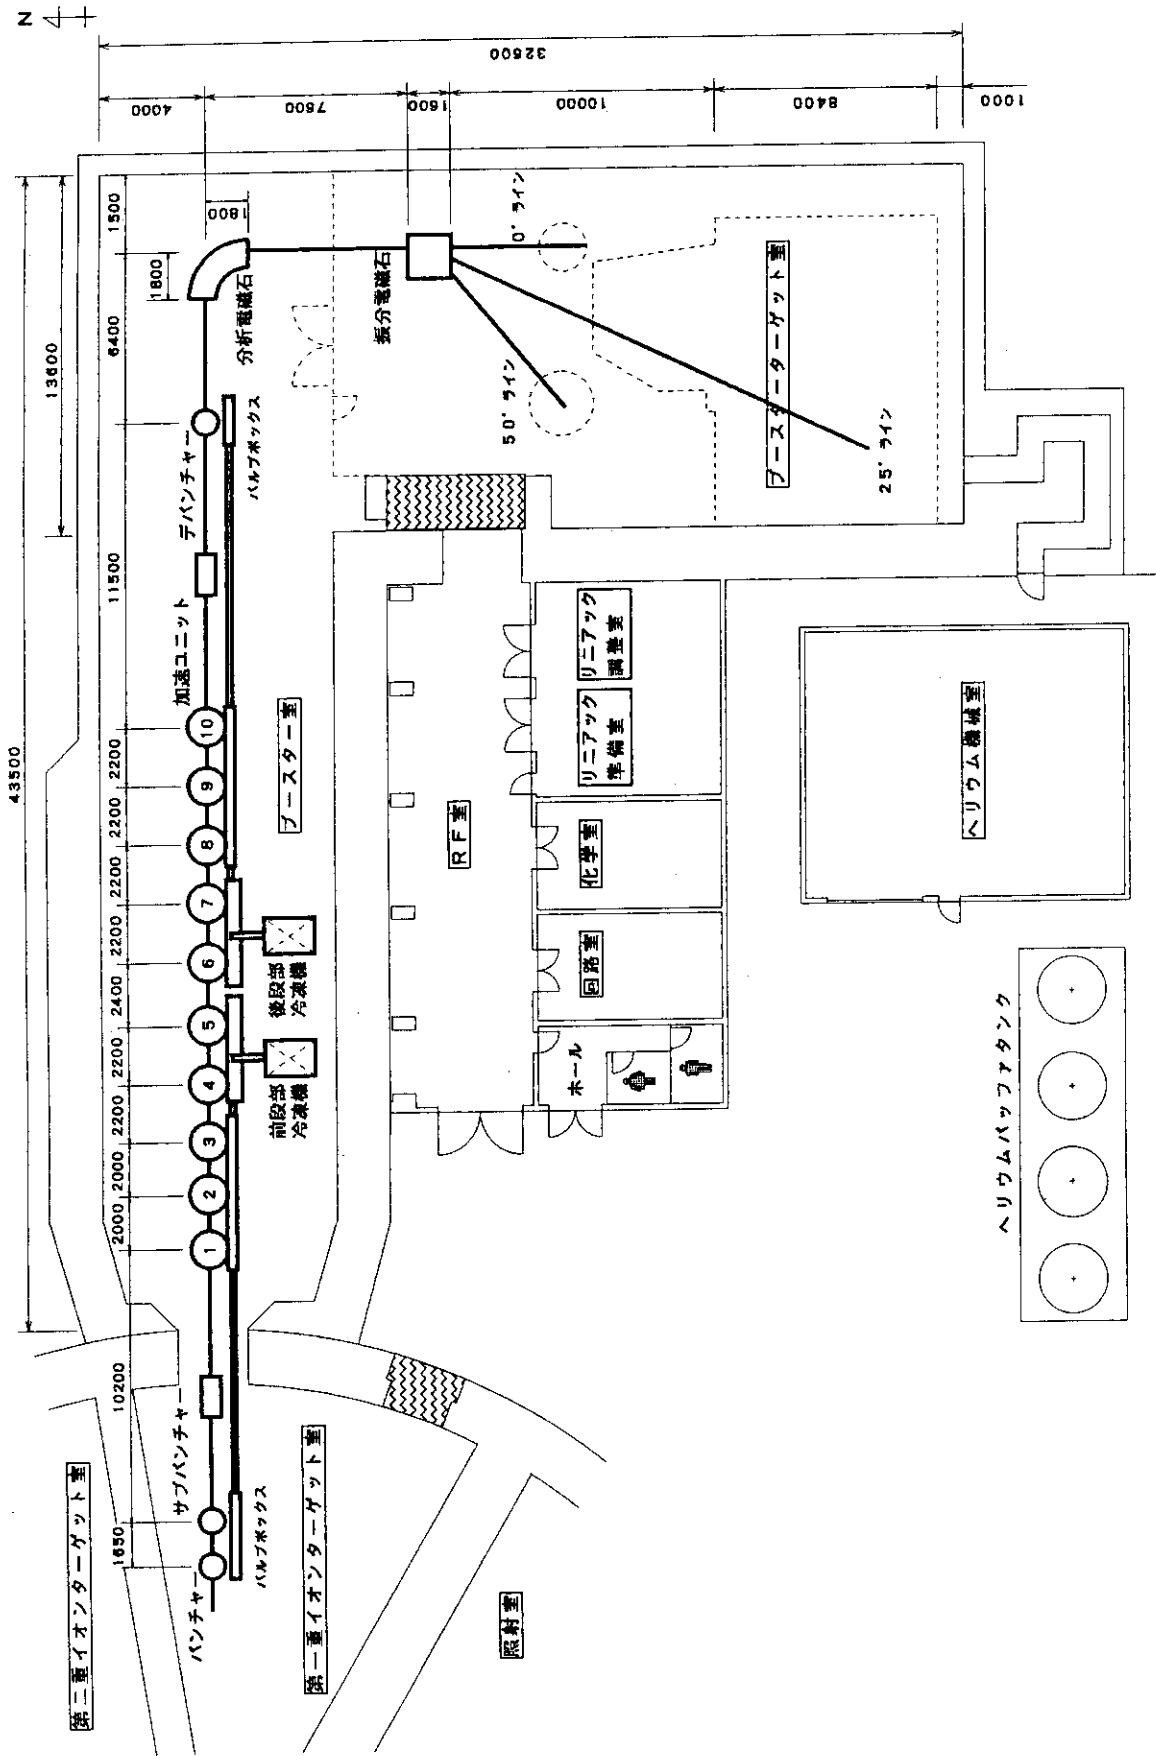 N
43500
13600
1650
10200
2000
2000
2200
2200
2400
2200
2200
2200
2200
11500
6400
1500
1800
1800
32500
4000
7500
1500
10000
8400
1000
第二重イオンターゲット室
第一重イオンターゲット室
照射室
バンチャー
サブバンチャー
バルブボックス
1
2
3
4
5
6
7
8
9
10
加速ユニット
デバンチャー
バルブボックス
分析電磁石
振分電磁石
前段部
冷凍機
後段部
冷凍機
ブースター室
0° ライン
50° ライン
25° ライン
ブースターターゲット室
RF室
ホール
回路室
化学室
リニアック
準備室
リニアック
調整室
ヘリウム機械室
ヘリウムバッファタンク